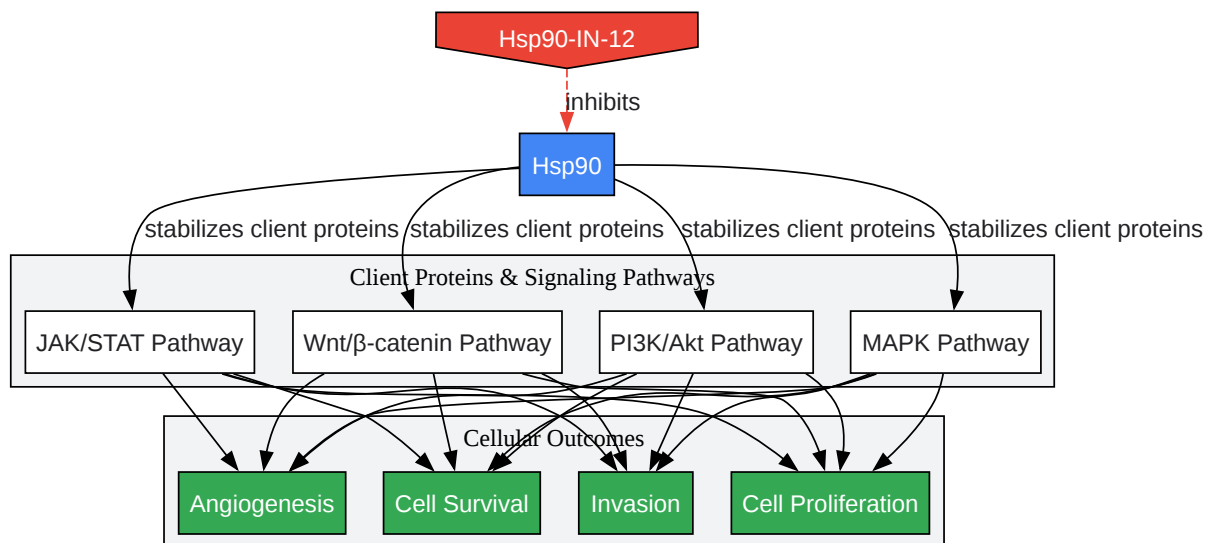 Hsp90-IN-12
inhibits
Hsp90
stabilizes client proteins
stabilizes client proteins
stabilizes client proteins
stabilizes client proteins
Client Proteins & Signaling Pathways
JAK/STAT Pathway
Wnt/β-catenin Pathway
PI3K/Akt Pathway
MAPK Pathway
Cellular Outcomes
Angiogenesis
Cell Survival
Invasion
Cell Proliferation